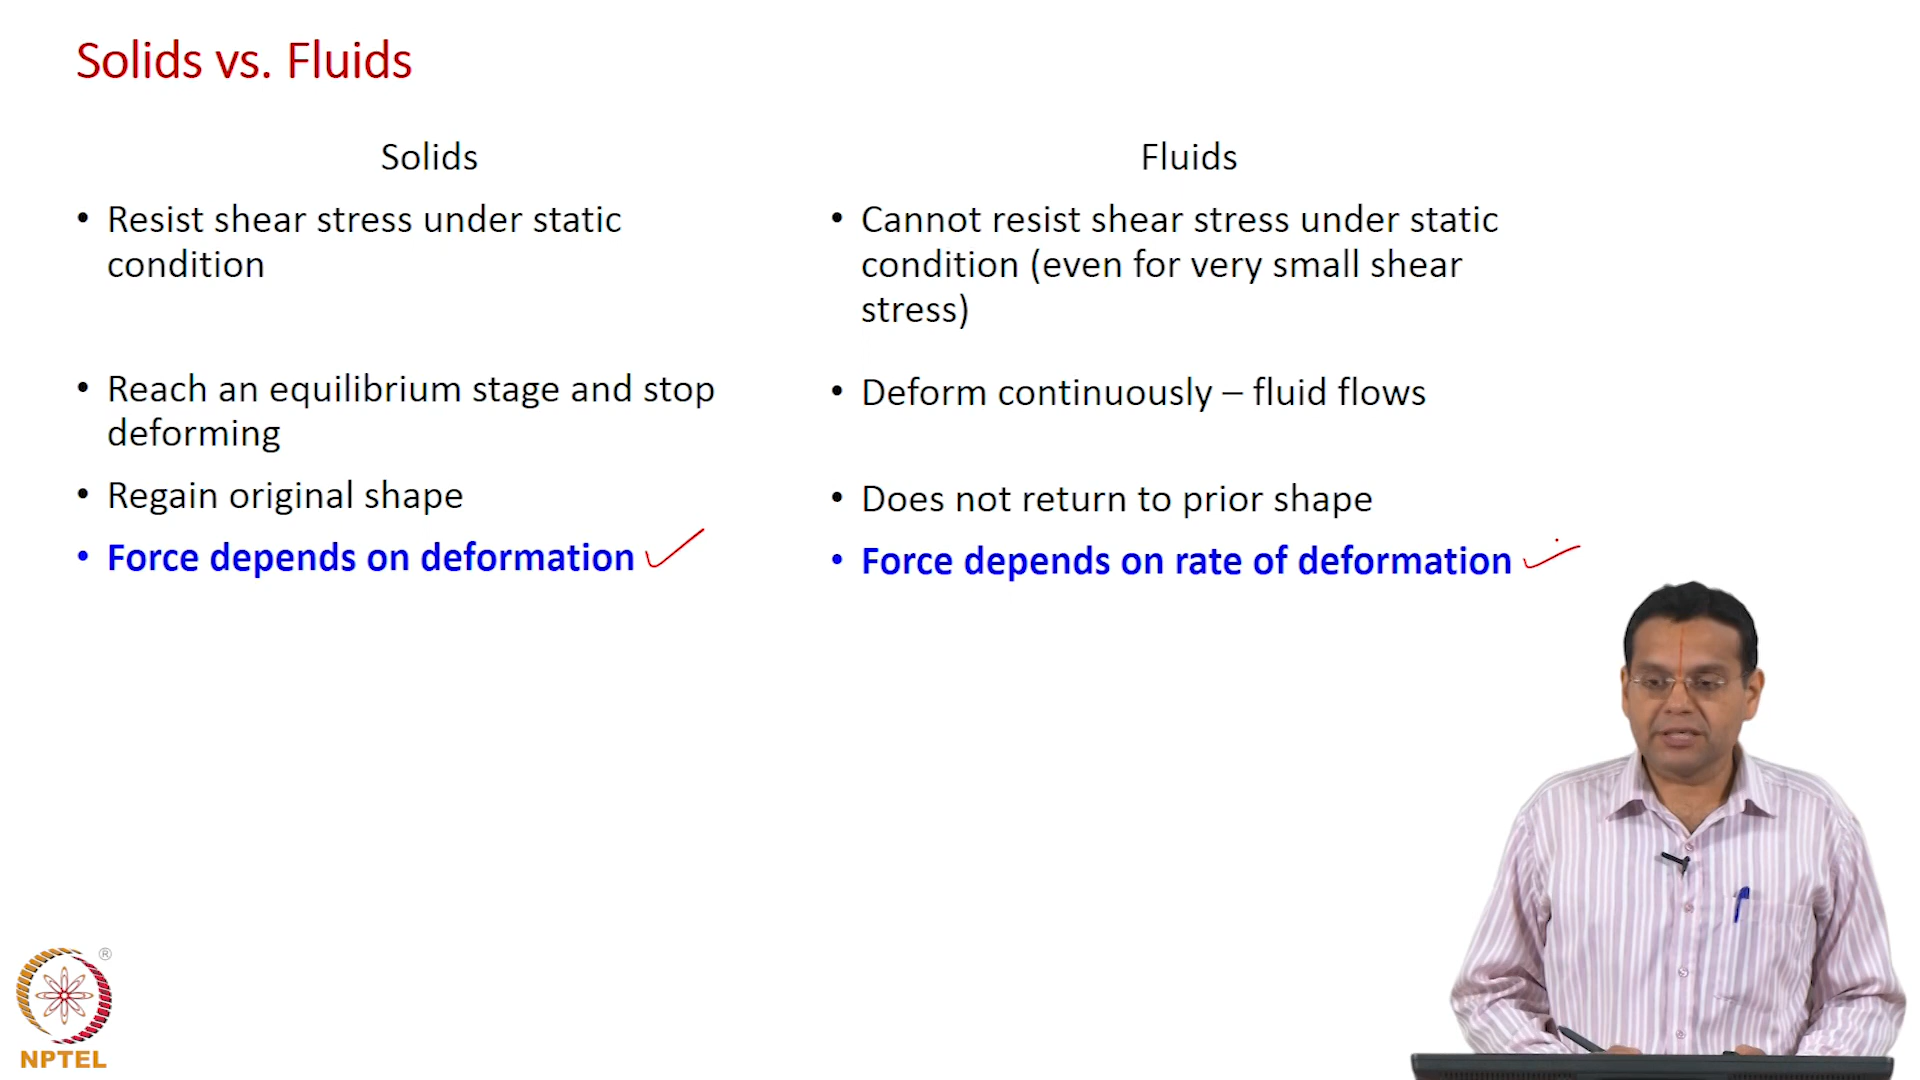 Solids vs. Fluids
Solids
• Resist shear stress under static
condition
• Reach an equilibrium stage and stop
deforming
• Regain original shape
• Force depends on deformation
Fluids
• Cannot resist shear stress under static
condition (even for very small shear
stress)
• Deform continuously – fluid flows
• Does not return to prior shape
• Force depends on rate of deformation
®
NPTEL